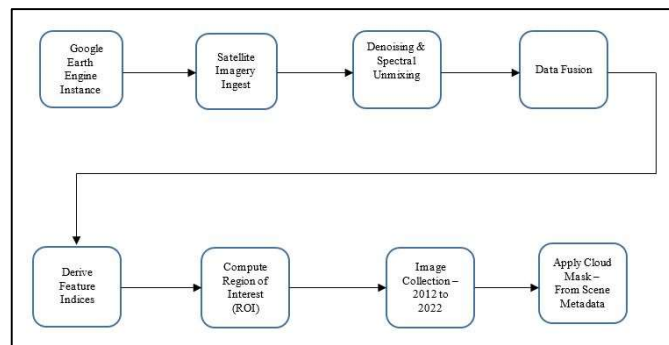 Google
Earth
Engine
Instance
Satellite
Imagery
Ingest
Denoising &
Spectral
Unmixing
Data Fusion
Derive
Feature
Indices
Compute
Region of
Interest
(ROI)
Image
Collection –
2012 to
2022
Apply Cloud
Mask –
From Scene
Metadata